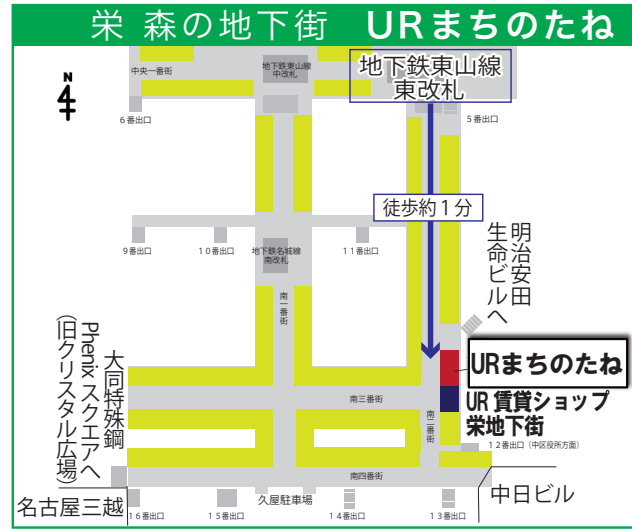 栄 森の地下街 URまちのたね
中央一番街
地下鉄東山線
中改札
地下鉄東山線
東改札
N
6番出口
5番出口
徒歩約1分
9番出口
10番出口
地下鉄名城線
南改札
11番出口
明治安田
生命ビルへ
南一番街
URまちのたね
UR 賃貸ショップ
栄地下街
大同特殊鋼
Phenix スクエアへ
(旧クリスタル広場)
南三番街
南二番街
12番出口(中区役所方面)
南四番街
名古屋三越
久屋駐車場
中日ビル
16番出口
15番出口
14番出口
13番出口